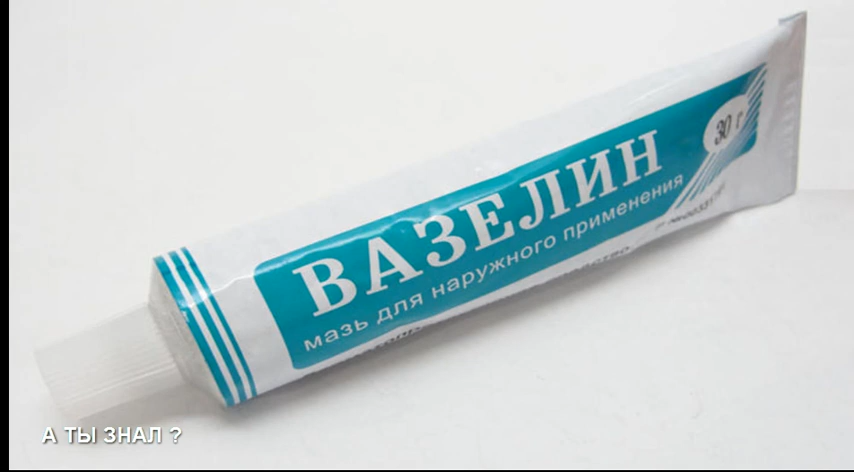 30 г
ВАЗЕЛИН
мазь для наружного применения
А ТЫ ЗНАЛ ?